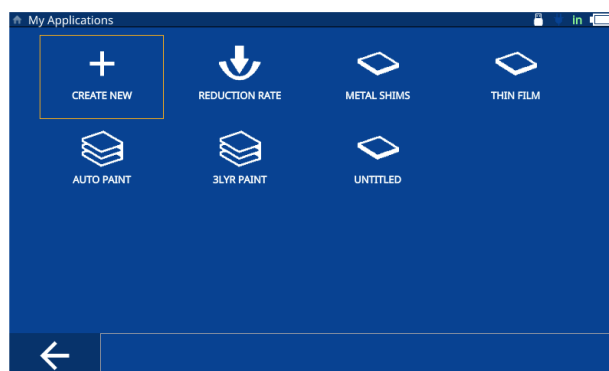 My Applications
in
CREATE NEW
REDUCTION RATE
METAL SHIMS
THIN FILM
AUTO PAINT
3LYR PAINT
UNTITLED